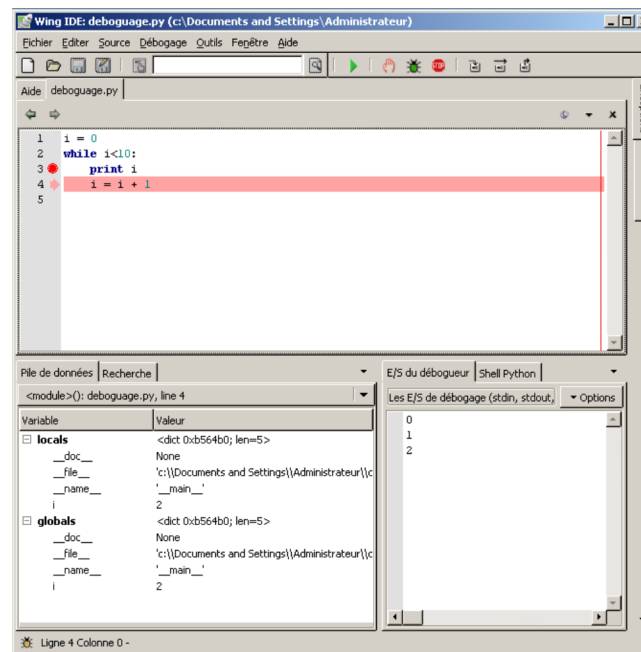 Wing IDE: deboguage.py (c:\Documents and Settings\Administrateur)
Fichier Editer Source Débogage Outils Fenêtre Aide
STOP
Aide deboguage.py
1 i = 0
2 while i<10:
3 print i
4 i = i + 1
5
Pile de données Recherche
<module>(): deboguage.py, line 4
Variable Valeur
locals <dict 0xb564b0; len=5>
__doc__ None
__file__ 'c:\\Documents and Settings\\Administrateur\\c
__name__ '__main__'
i 2
globals <dict 0xb564b0; len=5>
__doc__ None
__file__ 'c:\\Documents and Settings\\Administrateur\\c
__name__ '__main__'
i 2
E/S du débogueur Shell Python
Les E/S de débogage (stdin, stdout, Options
0
1
2
Ligne 4 Colonne 0 -